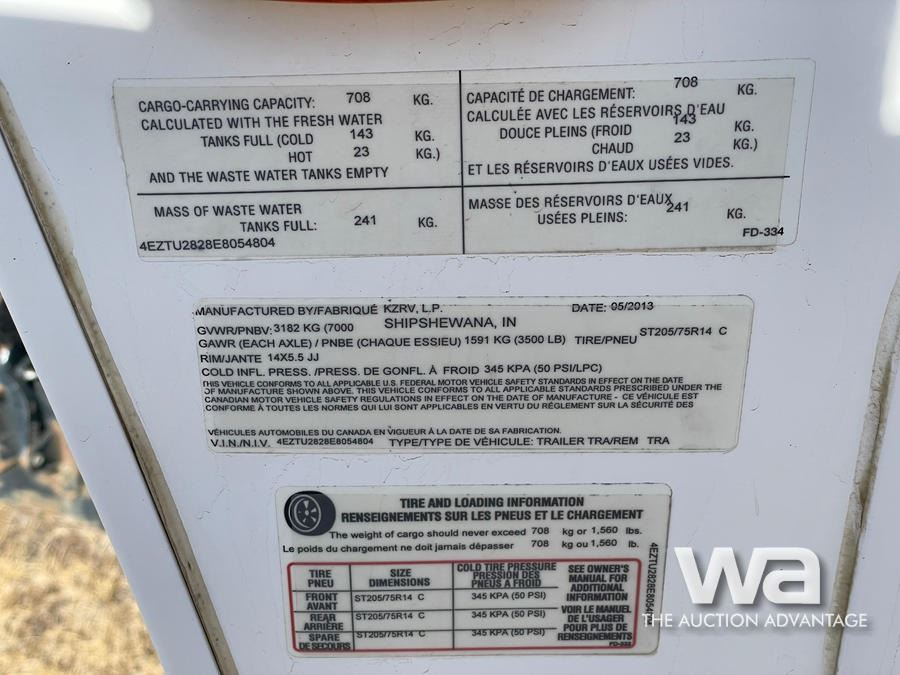 CARGO-CARRYING CAPACITY: 708 KG.
CALCULATED WITH THE FRESH WATER
TANKS FULL (COLD 143 KG.
HOT 23 KG.)
AND THE WASTE WATER TANKS EMPTY
MASS OF WASTE WATER
TANKS FULL: 241 KG.
4EZTU2828E8054804
CAPACITÉ DE CHARGEMENT: 708 KG.
CALCULÉE AVEC LES RÉSERVOIRS D'EAU
DOUCE PLEINS (FROID 143 KG.
CHAUD 23 KG.)
ET LES RÉSERVOIRS D'EAUX USÉES VIDES.
MASSE DES RÉSERVOIRS D'EAUX
USÉES PLEINS: 241 KG.
FD-334
MANUFACTURED BY/FABRIQUÉ KZRV, L.P. DATE: 05/2013
GVWR/PNBV: 3182 KG (7000 SHIPSHEWANA, IN
GAWR (EACH AXLE) / PNBE (CHAQUE ESSIEU) 1591 KG (3500 LB) TIRE/PNEU ST205/75R14 C
RIM/JANTE 14X5.5 JJ
COLD INFL. PRESS. /PRESS. DE GONFL. À FROID 345 KPA (50 PSI/LPC)
THIS VEHICLE CONFORMS TO ALL APPLICABLE U.S. FEDERAL MOTOR VEHICLE SAFETY STANDARDS IN EFFECT ON THE DATE
OF MANUFACTURE SHOWN ABOVE. THIS VEHICLE CONFORMS TO ALL APPLICABLE STANDARDS PRESCRIBED UNDER THE
CANADIAN MOTOR VEHICLE SAFETY REGULATIONS IN EFFECT ON THE DATE OF MANUFACTURE - CE VÉHICULE EST
CONFORME À TOUTES LES NORMES QUI LUI SONT APPLICABLES EN VERTU DU RÉGLEMENT SUR LA SÉCURITÉ DES
VÉHICULES AUTOMOBILES DU CANADA EN VIGUEUR À LA DATE DE SA FABRICATION.
V.I.N./N.I.V. 4EZTU2828E8054804 TYPE/TYPE DE VÉHICULE: TRAILER TRA/REM TRA
TIRE AND LOADING INFORMATION
RENSEIGNEMENTS SUR LES PNEUS ET LE CHARGEMENT
The weight of cargo should never exceed 708 kg or 1,560 lbs.
Le poids du chargement ne doit jamais dépasser 708 kg ou 1,560 lb.
TIRE
PNEU
SIZE
DIMENSIONS
COLD TIRE PRESSURE
PRESSION DES
PNEUS A FROID
FRONT
AVANT
ST205/75R14 C
345 KPA (50 PSI)
REAR
ARRIÈRE
ST205/75R14 C
345 KPA (50 PSI)
SPARE
DE SECOURS
ST205/75R14 C
345 KPA (50 PSI)
SEE OWNER'S
MANUAL FOR
ADDITIONAL
INFORMATION
VOIR LE MANUEL
DE L'USAGER
POUR PLUS DE
RENSEIGNEMENTS
wa
THE AUCTION ADVANTAGE